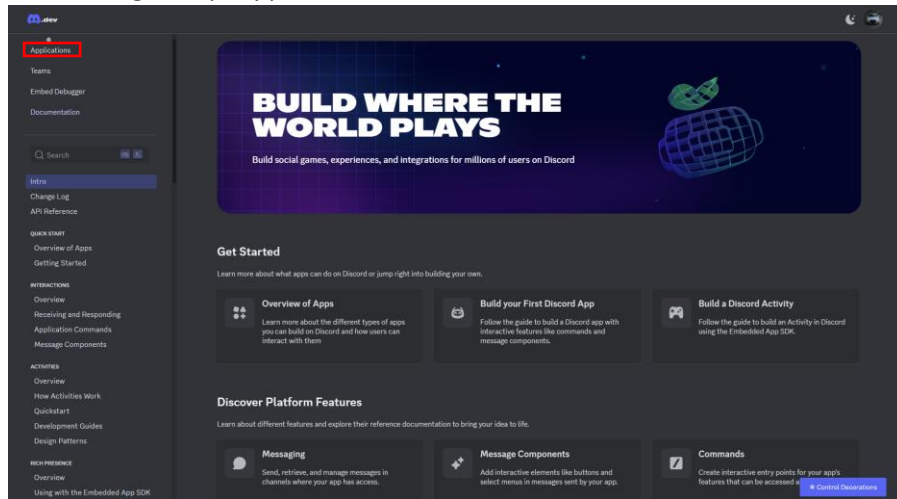 .dev
Applications
Teams
Embed Debugger
Documentation
Search
K
Intro
Change Log
API Reference
QUICK START
Overview of Apps
Getting Started
INTERACTIONS
Overview
Receiving and Responding
Application Commands
Message Components
ACTIVITIES
Overview
How Activities Work
Quickstart
Development Guides
Design Patterns
RICH PRESENCE
Overview
Using with the Embedded App SDK
BUILD WHERE THE
WORLD PLAYS
Build social games, experiences, and integrations for millions of users on Discord
Get Started
Learn more about what apps can do on Discord or jump right into building your own.
Overview of Apps
Learn more about the different types of apps
you can build on Discord and how users can
interact with them
Build your First Discord App
Follow the guide to build a Discord app with
interactive features like commands and
message components.
Build a Discord Activity
Follow the guide to build an Activity in Discord
using the Embedded App SDK.
Discover Platform Features
Learn about different features and explore their reference documentation to bring your idea to life.
Messaging
Send, retrieve, and manage messages in
channels where your app has access.
Message Components
Add interactive elements like buttons and
select menus in messages sent by your app.
Commands
Create interactive entry points for your app's
features that can be accessed a
Control Decorations